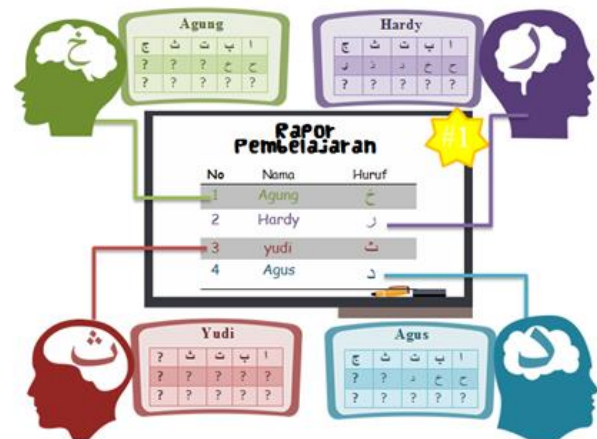 Agung
ا ب ت ث ج
ح خ ? ? ?
? ? ? ? ?
خ
Hardy
ا ب ت ث ج
ح خ د ذ ر
? ? ? ? ?
ر
Rapor
Pembelajaran
#1
No Nama Huruf
1 Agung خ
2 Hardy ر
3 yudi ث
4 Agus د
ث
Yudi
ا ب ت ث ?
? ? ? ? ?
? ? ? ? ?
Agus
ا ب ت ث ج
ح خ د ? ?
? ? ? ? ?
د